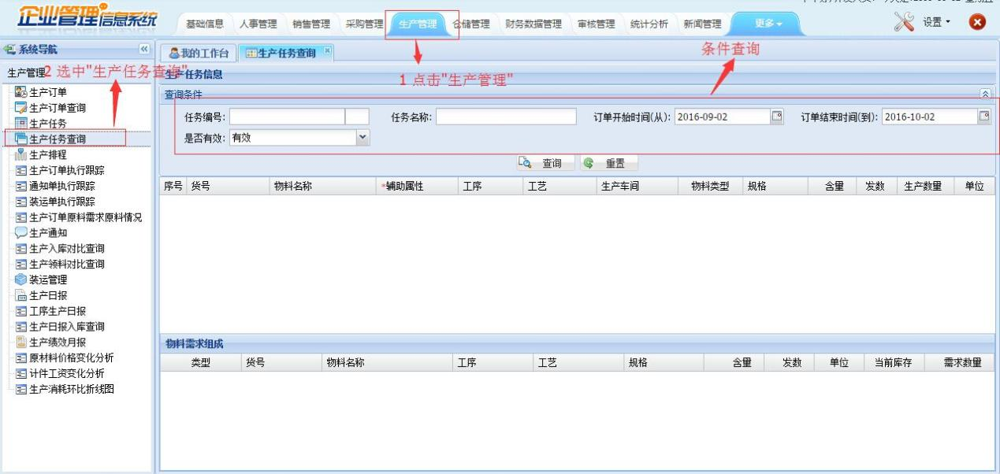 企业管理信息系统
基础信息 人事管理 销售管理 采购管理 生产管理 仓储管理 财务数据管理 审核管理 统计分析 新闻管理 更多 设置
系统导航
我的工作台 生产任务查询
条件查询
生产管理
2 选中"生产任务查询"
1 点击"生产管理"
生产任务信息
查询条件
生产订单
生产订单查询
生产任务
生产任务查询
生产排程
生产订单执行跟踪
通知单执行跟踪
装运单执行跟踪
生产订单原料需求原料情况
生产通知
生产入库对比查询
生产领料对比查询
装运管理
生产日报
工序生产日报
生产日报入库查询
生产绩效月报
原材料价格变化分析
计件工资变化分析
生产消耗环比折线图
任务编号: 任务名称: 订单开始时间(从): 2016-09-02 订单结束时间(到): 2016-10-02
是否有效: 有效
查询 重置
序号 货号 物料名称 *辅助属性 工序 工艺 生产车间 物料类型 规格 含量 发数 生产数量 单位
物料需求组成
类型 货号 物料名称 工序 工艺 规格 含量 发数 单位 当前库存 需求数量